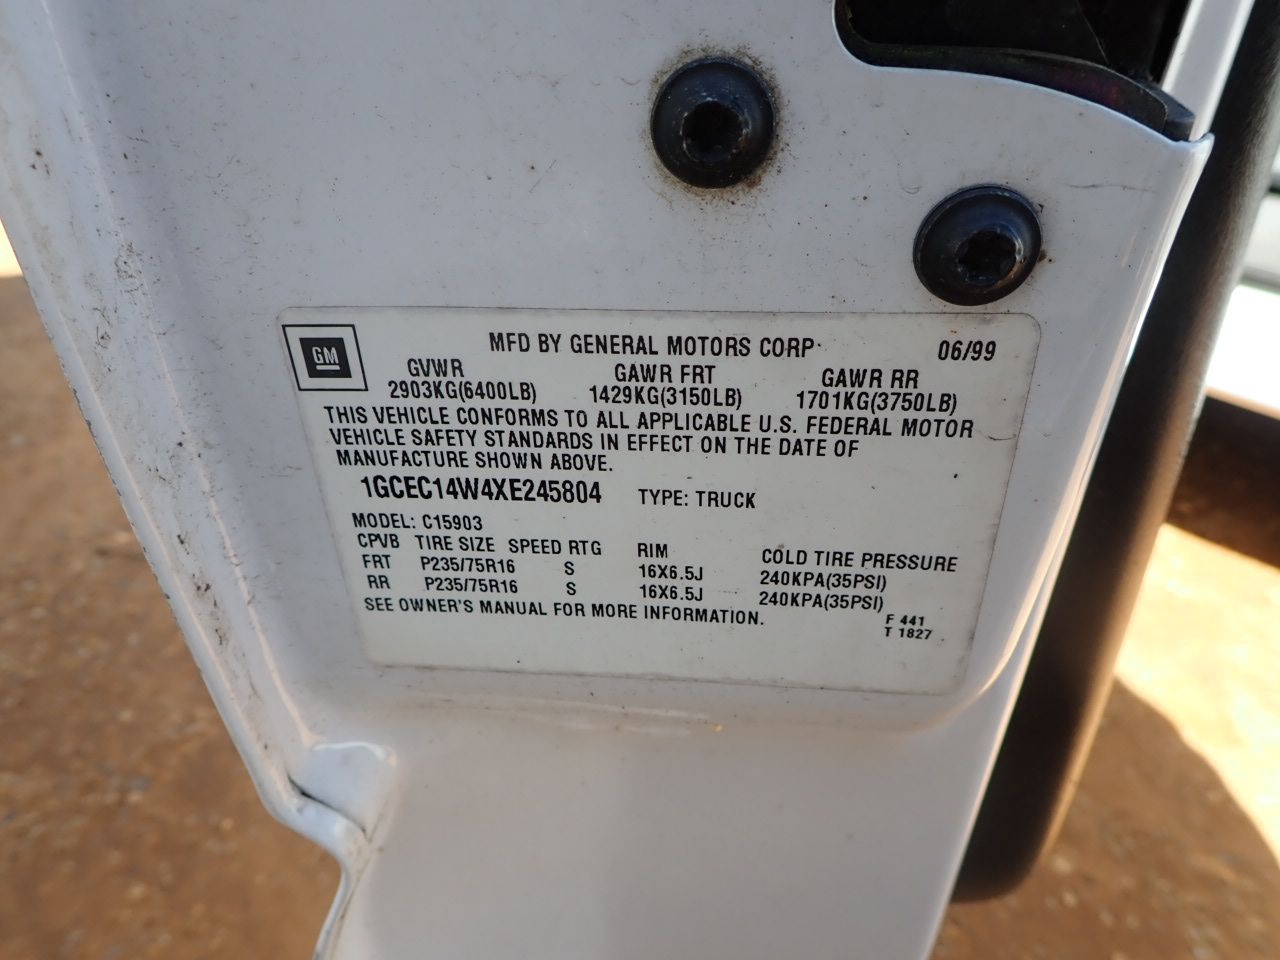 GM
MFD BY GENERAL MOTORS CORP 06/99
GVWR GAWR FRT GAWR RR
2903KG(6400LB) 1429KG(3150LB) 1701KG(3750LB)
THIS VEHICLE CONFORMS TO ALL APPLICABLE U.S. FEDERAL MOTOR
VEHICLE SAFETY STANDARDS IN EFFECT ON THE DATE OF
MANUFACTURE SHOWN ABOVE.
1GCEC14W4XE245804 TYPE: TRUCK
MODEL: C15903
CPVB TIRE SIZE SPEED RTG RIM COLD TIRE PRESSURE
FRT P235/75R16 S 16X6.5J 240KPA(35PSI)
RR P235/75R16 S 16X6.5J 240KPA(35PSI)
SEE OWNER'S MANUAL FOR MORE INFORMATION.
F 441
T 1827